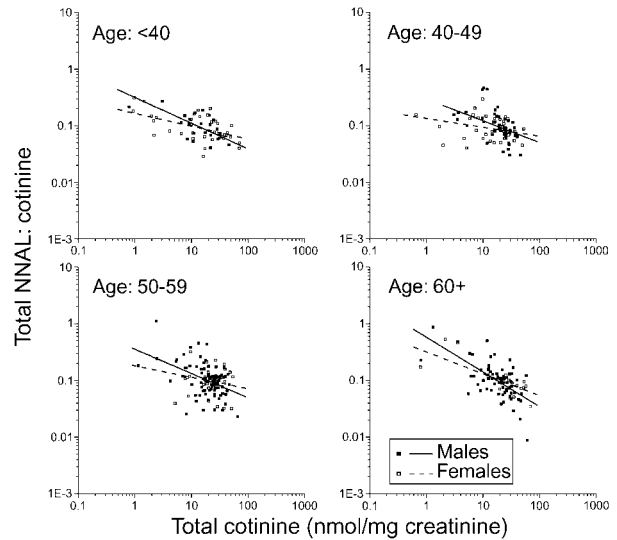 Age: <40
Age: 40-49
10
1
0.1
0.01
1E-3
0.1 1 10 100 1000
10
1
0.1
0.01
1E-3
0.1 1 10 100 1000
Total NNAL: cotinine
Age: 50-59
Age: 60+
10
1
0.1
0.01
1E-3
0.1 1 10 100 1000
10
1
0.1
0.01
1E-3
0.1 1 10 100 1000
Males
Females
Total cotinine (nmol/mg creatinine)